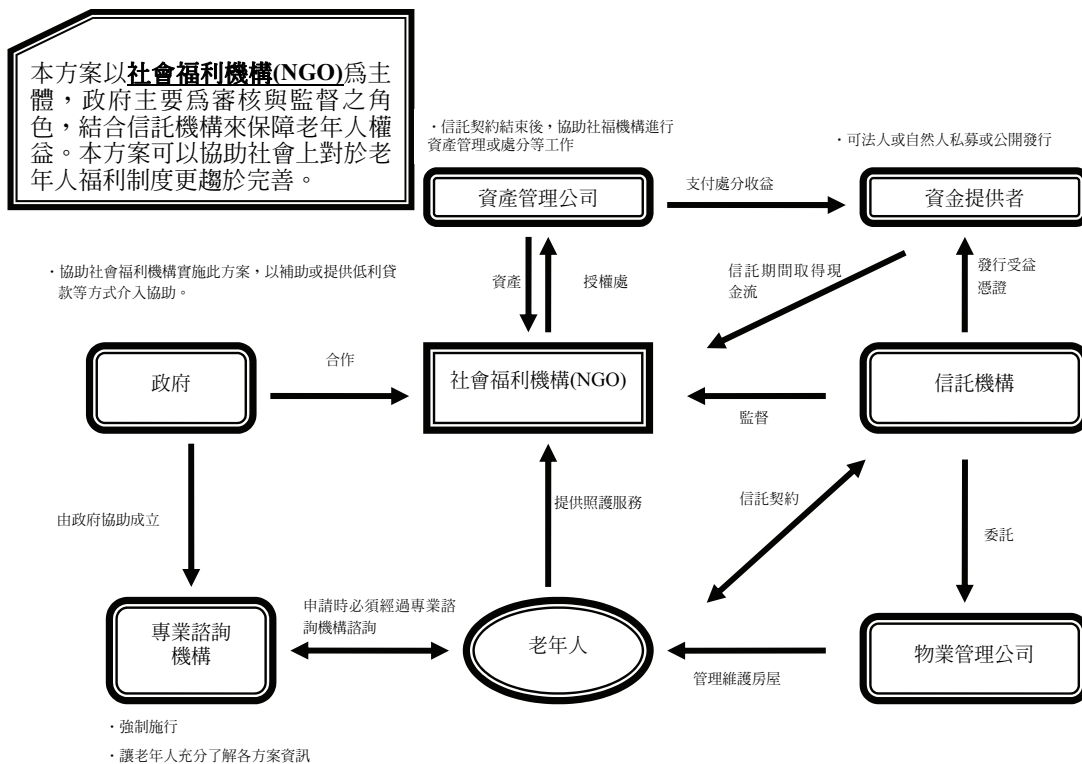 本方案以社會福利機構(NGO)為主
體，政府主要為審核與監督之角
色，結合信託機構來保障老年人權
益。本方案可以協助社會上對於老
年人福利制度更趨於完善。
・信託契約結束後，協助社福機構進行
資產管理或處分等工作
・可法人或自然人私募或公開發行
資產管理公司
支付處分收益
資金提供者
・協助社會福利機構實施此方案，以補助或提供低利貸
款等方式介入協助。
資產
授權處
信託期間取得現
金流
發行受益
憑證
政府
合作
社會福利機構(NGO)
監督
信託機構
由政府協助成立
提供照護服務
信託契約
委託
專業諮詢
機構
申請時必須經過專業諮
詢機構諮詢
老年人
管理維護房屋
物業管理公司
・強制施行
・讓老年人充分了解各方案資訊